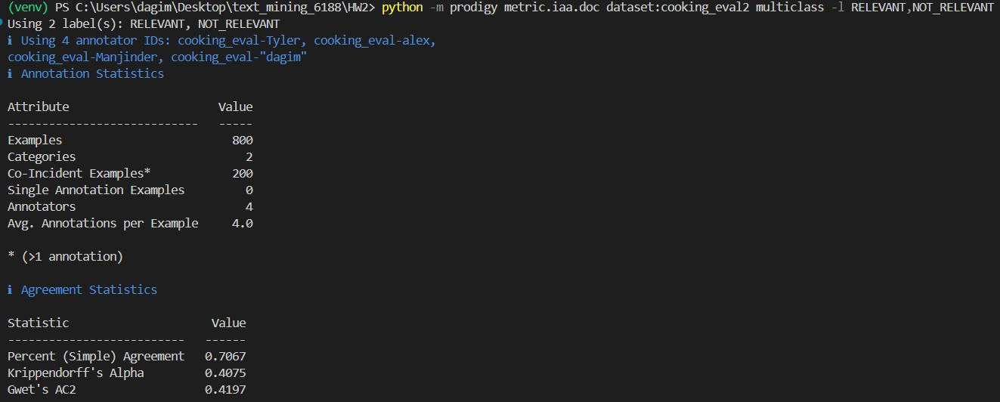 (venv) PS C:\Users\dagim\Desktop\text_mining_6188\HW2> python -m prodigy metric.iaa.doc dataset:cooking_eval2 multiclass -l RELEVANT,NOT_RELEVANT
Using 2 label(s): RELEVANT, NOT_RELEVANT
ℹ Using 4 annotator IDs: cooking_eval-Tyler, cooking_eval-alex,
cooking_eval-Manjinder, cooking_eval-"dagim"
ℹ Annotation Statistics
Attribute Value
---------------------------- -----
Examples 800
Categories 2
Co-Incident Examples* 200
Single Annotation Examples 0
Annotators 4
Avg. Annotations per Example 4.0
* (>1 annotation)
ℹ Agreement Statistics
Statistic Value
-------------------------- ------
Percent (Simple) Agreement 0.7067
Krippendorff's Alpha 0.4075
Gwet's AC2 0.4197